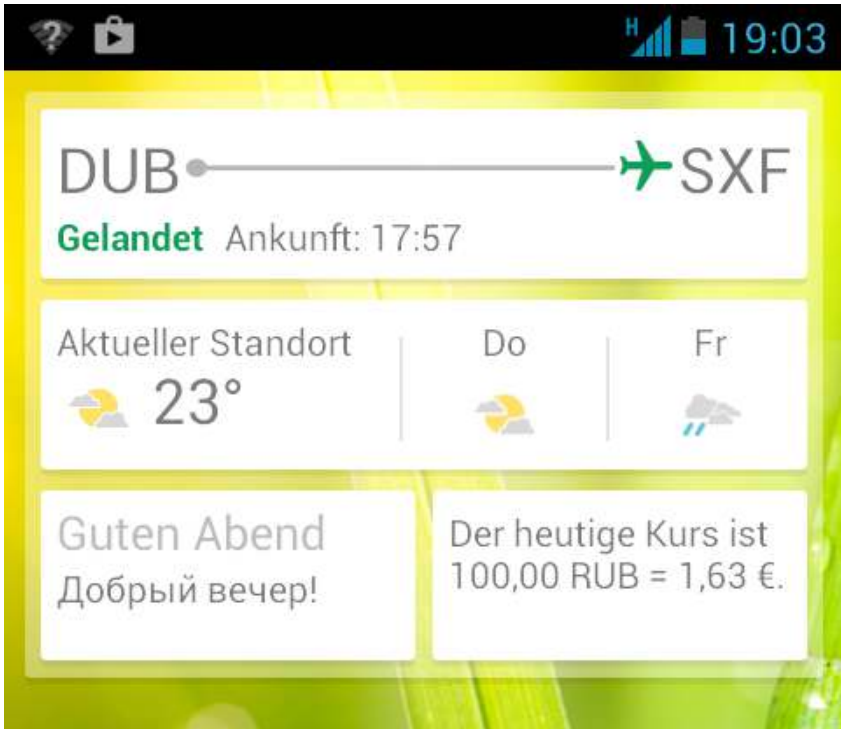 H 19:03
DUB SXF
Gelandet Ankunft: 17:57
Aktueller Standort Do Fr
23°
Guten Abend
Добрый вечер!
Der heutige Kurs ist
100,00 RUB = 1,63 €.